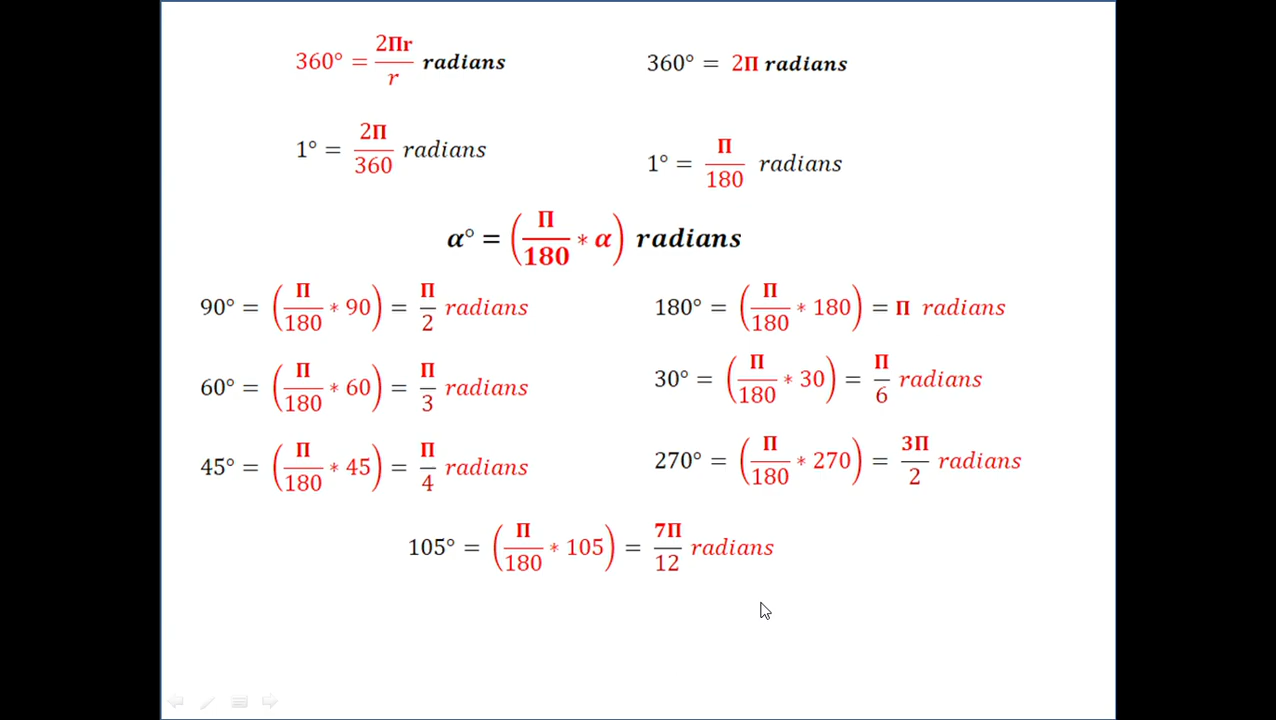 360° = 2Πr/r radians 360° = 2Π radians
1° = 2Π/360 radians 1° = Π/180 radians
α° = (Π/180 * α) radians
90° = (Π/180 * 90) = Π/2 radians 180° = (Π/180 * 180) = Π radians
60° = (Π/180 * 60) = Π/3 radians 30° = (Π/180 * 30) = Π/6 radians
45° = (Π/180 * 45) = Π/4 radians 270° = (Π/180 * 270) = 3Π/2 radians
105° = (Π/180 * 105) = 7Π/12 radians